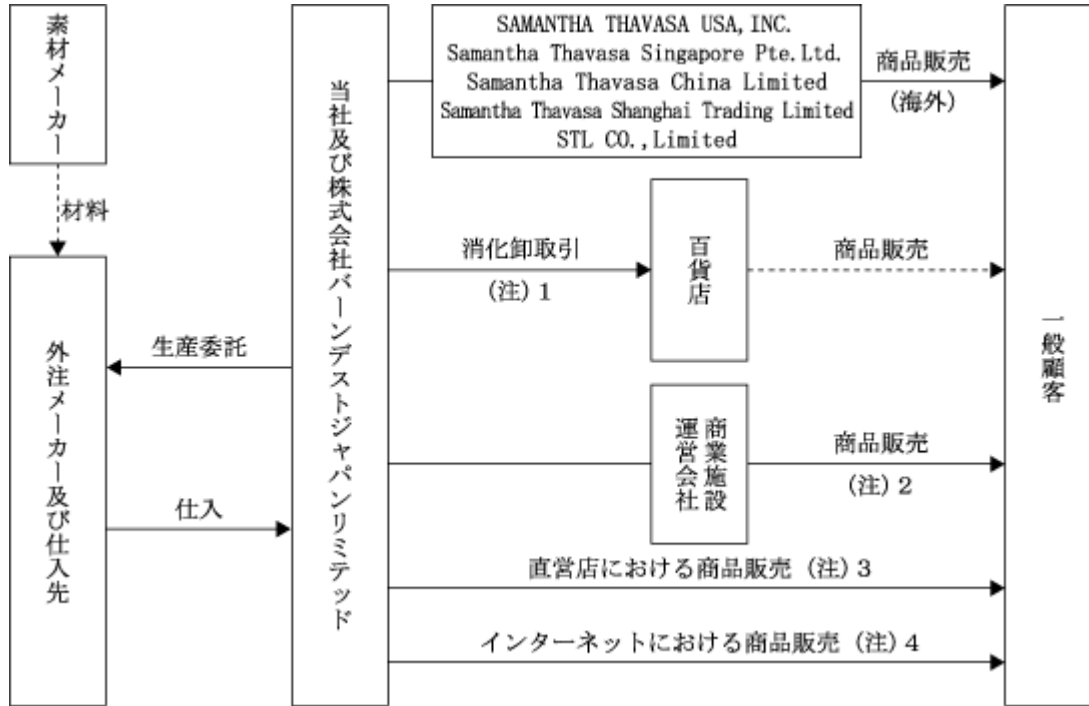 素材メーカー
材料
外注メーカー及び仕入先
生産委託
仕入
当社及び株式会社バーンデストジャパンリミテッド
SAMANTHA THAVASA USA,INC.
Samantha Thavasa Singapore Pte.Ltd.
Samantha Thavasa China Limited
Samantha Thavasa Shanghai Trading Limited
STL CO.,Limited
商品販売
(海外)
消化卸取引
(注) 1
百貨店
商品販売
商業施設
運営会社
商品販売
(注) 2
直営店における商品販売 (注) 3
インターネットにおける商品販売 (注) 4
一般顧客